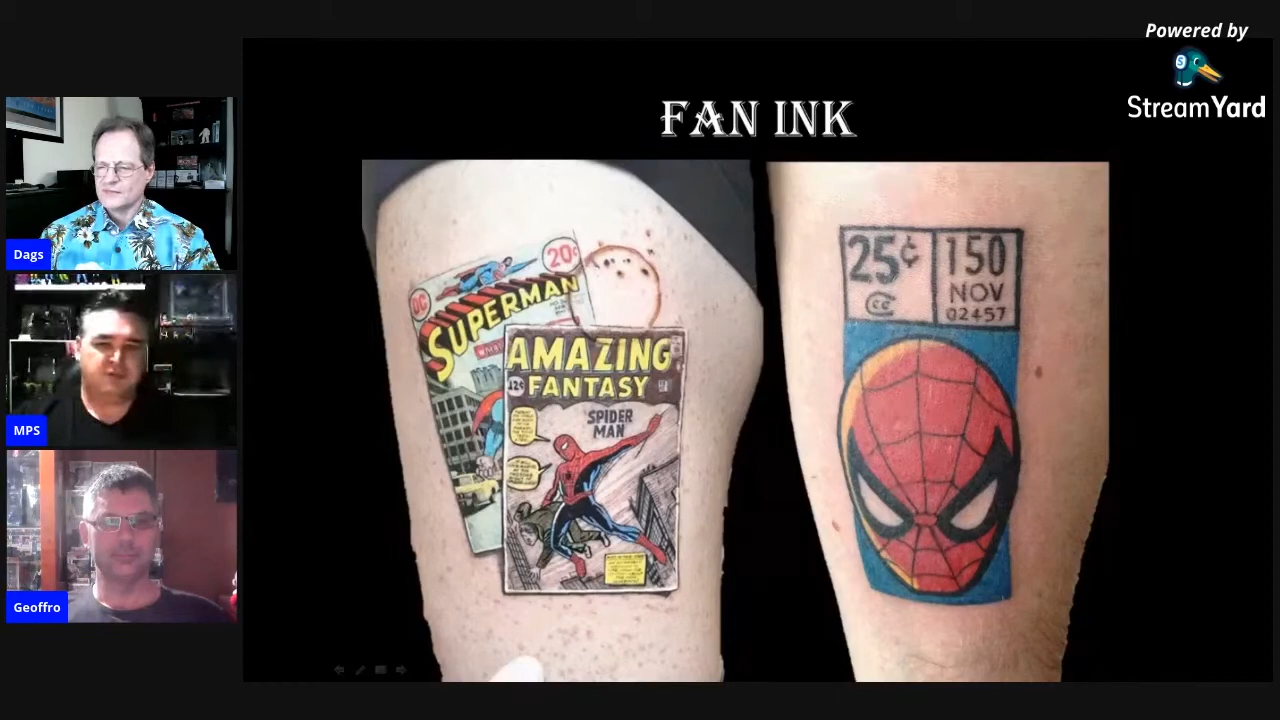 Powered by
StreamYard
FAN INK
Dags
MPS
Geoffro
DC
20¢
SUPERMAN
AMAZING
FANTASY
12¢
SPIDER
MAN
25¢
CC
150
NOV
02457